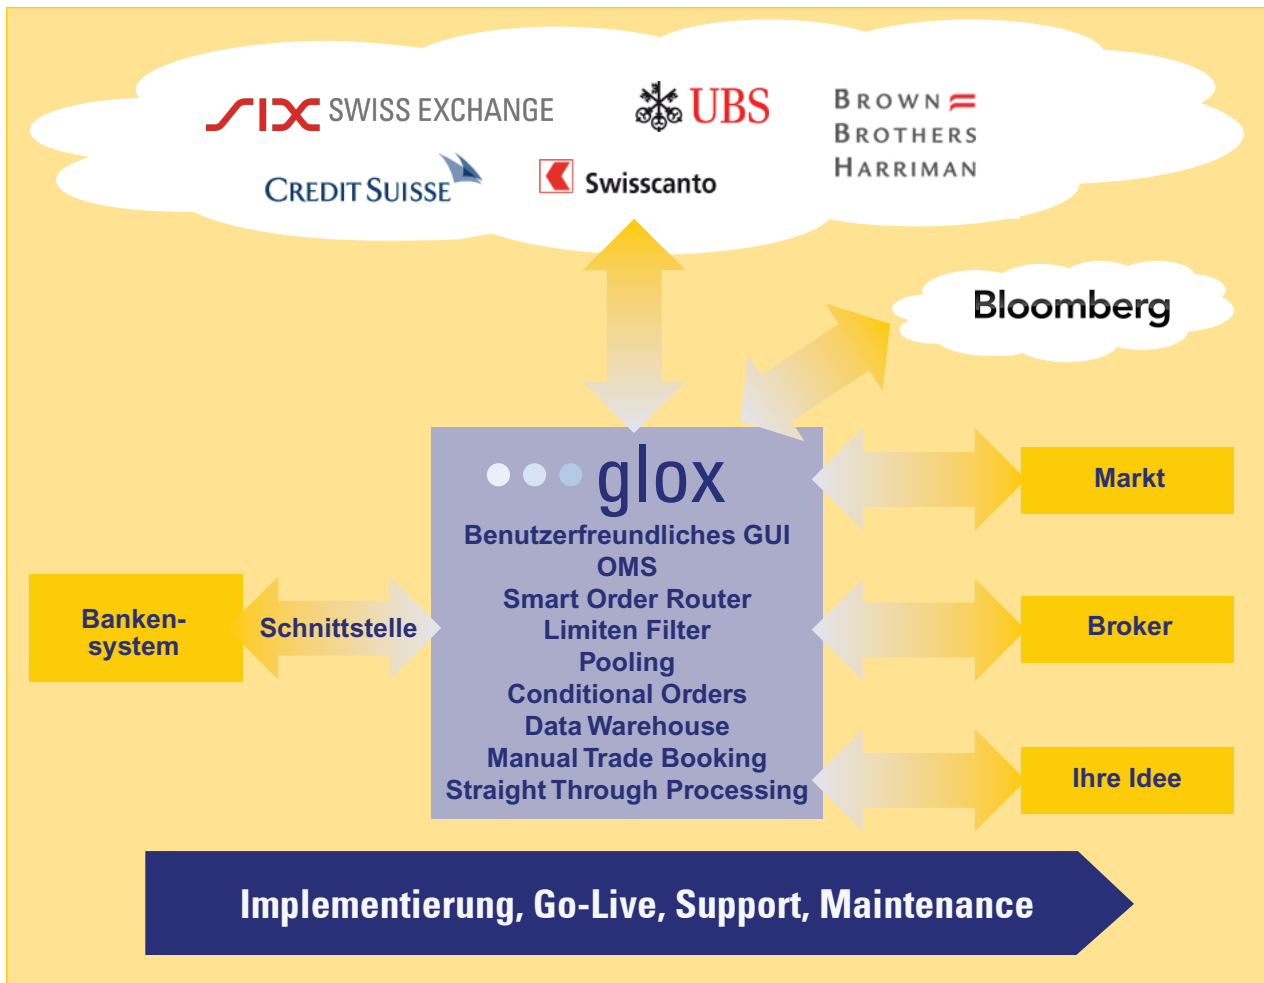 SIX SWISS EXCHANGE
UBS
BROWN
BROTHERS
HARRIMAN
CREDIT SUISSE
Swisscanto
Bloomberg
glox
Benutzerfreundliches GUI
OMS
Smart Order Router
Limiten Filter
Pooling
Conditional Orders
Data Warehouse
Manual Trade Booking
Straight Through Processing
Banken-
system
Schnittstelle
Markt
Broker
Ihre Idee
Implementierung, Go-Live, Support, Maintenance